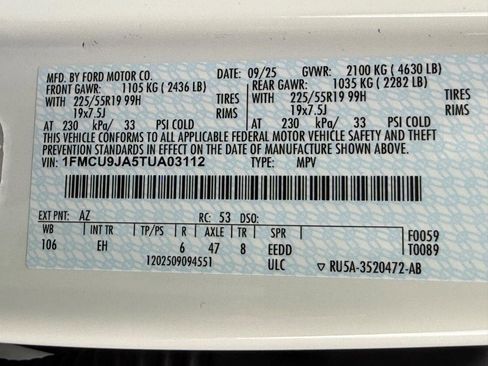 MFD. BY FORD MOTOR CO. DATE: 09/25 GVWR: 2100 KG ( 4630 LB)
FRONT GAWR: 1105 KG ( 2436 LB) REAR GAWR: 1035 KG ( 2282 LB)
WITH 225/55R19 99H TIRES WITH 225/55R19 99H TIRES
19x7.5J RIMS 19x7.5J RIMS
AT 230 kPa/ 33 PSI COLD AT 230 kPa/ 33 PSI COLD
THIS VEHICLE CONFORMS TO ALL APPLICABLE FEDERAL MOTOR VEHICLE SAFETY AND THEFT PREVENTION STANDARDS IN EFFECT ON THE DATE OF MANUFACTURE SHOWN ABOVE.
VIN: 1FMCU9JA5TUA03112 TYPE: MPV
EXT PNT: AZ RC: 53 DSO:
WB INT TR TP/PS R AXLE TR SPR F0059
106 EH 6 47 8 EEDD T0089
1202509094551 ULC ▽ RU5A-3520472-AB